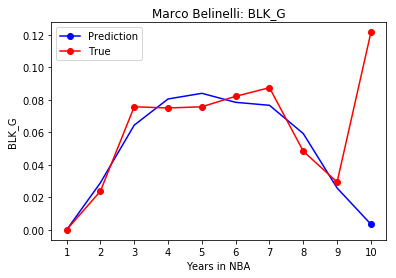 Marco Belinelli: BLK_G
Prediction
True
BLK_G
0.12
0.10
0.08
0.06
0.04
0.02
0.00
1 2 3 4 5 6 7 8 9 10
Years in NBA